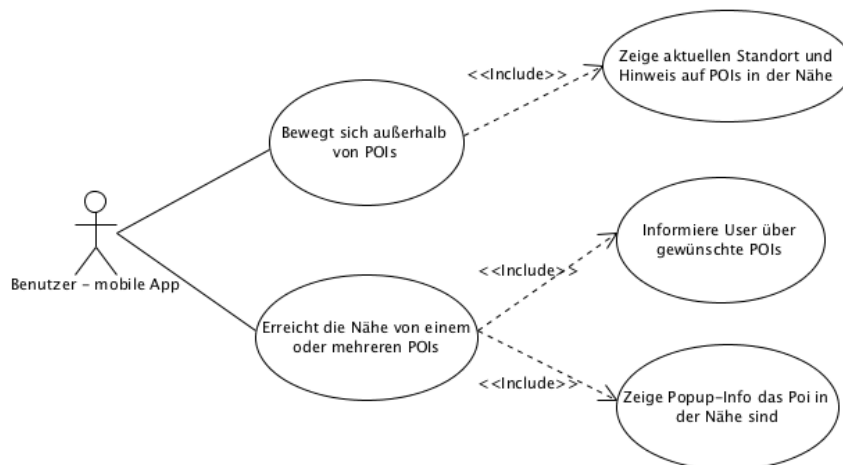 Zeige aktuellen Standort und
Hinweis auf POIs in der Nähe
<<Include>>
Bewegt sich außerhalb
von POIs
Informiere User über
gewünschte POIs
<<Include>>
Benutzer – mobile App
Erreicht die Nähe von einem
oder mehreren POIs
<<Include>>
Zeige Popup-Info das Poi in
der Nähe sind